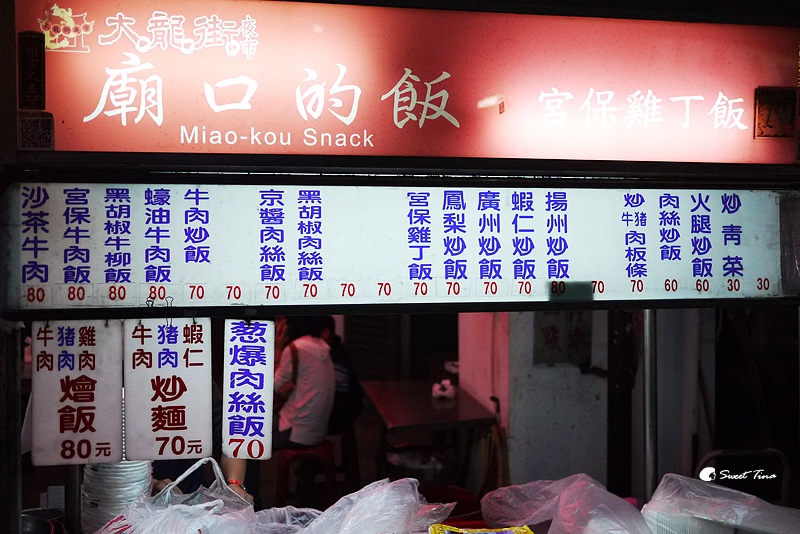 大龍街夜市
廟口的飯
Miao-kou Snack
宮保雞丁飯
沙茶牛肉
宮保牛肉飯
黑胡椒牛柳飯
蠔油牛肉飯
牛肉炒飯
京醬肉絲飯
黑胡椒肉絲飯
宮保雞丁飯
鳳梨炒飯
廣州炒飯
蝦仁炒飯
揚州炒飯
炒牛豬肉板條
肉絲炒飯
火腿炒飯
炒青菜
80 80 80 80 70 70 70 70 70 70 70 70 70 70 80 70 70 60 60 30 30
牛肉 豬肉 雞肉
燴飯
80元
牛肉 豬肉 蝦仁
炒麵
70元
葱爆肉絲飯
70
Sweet Tina